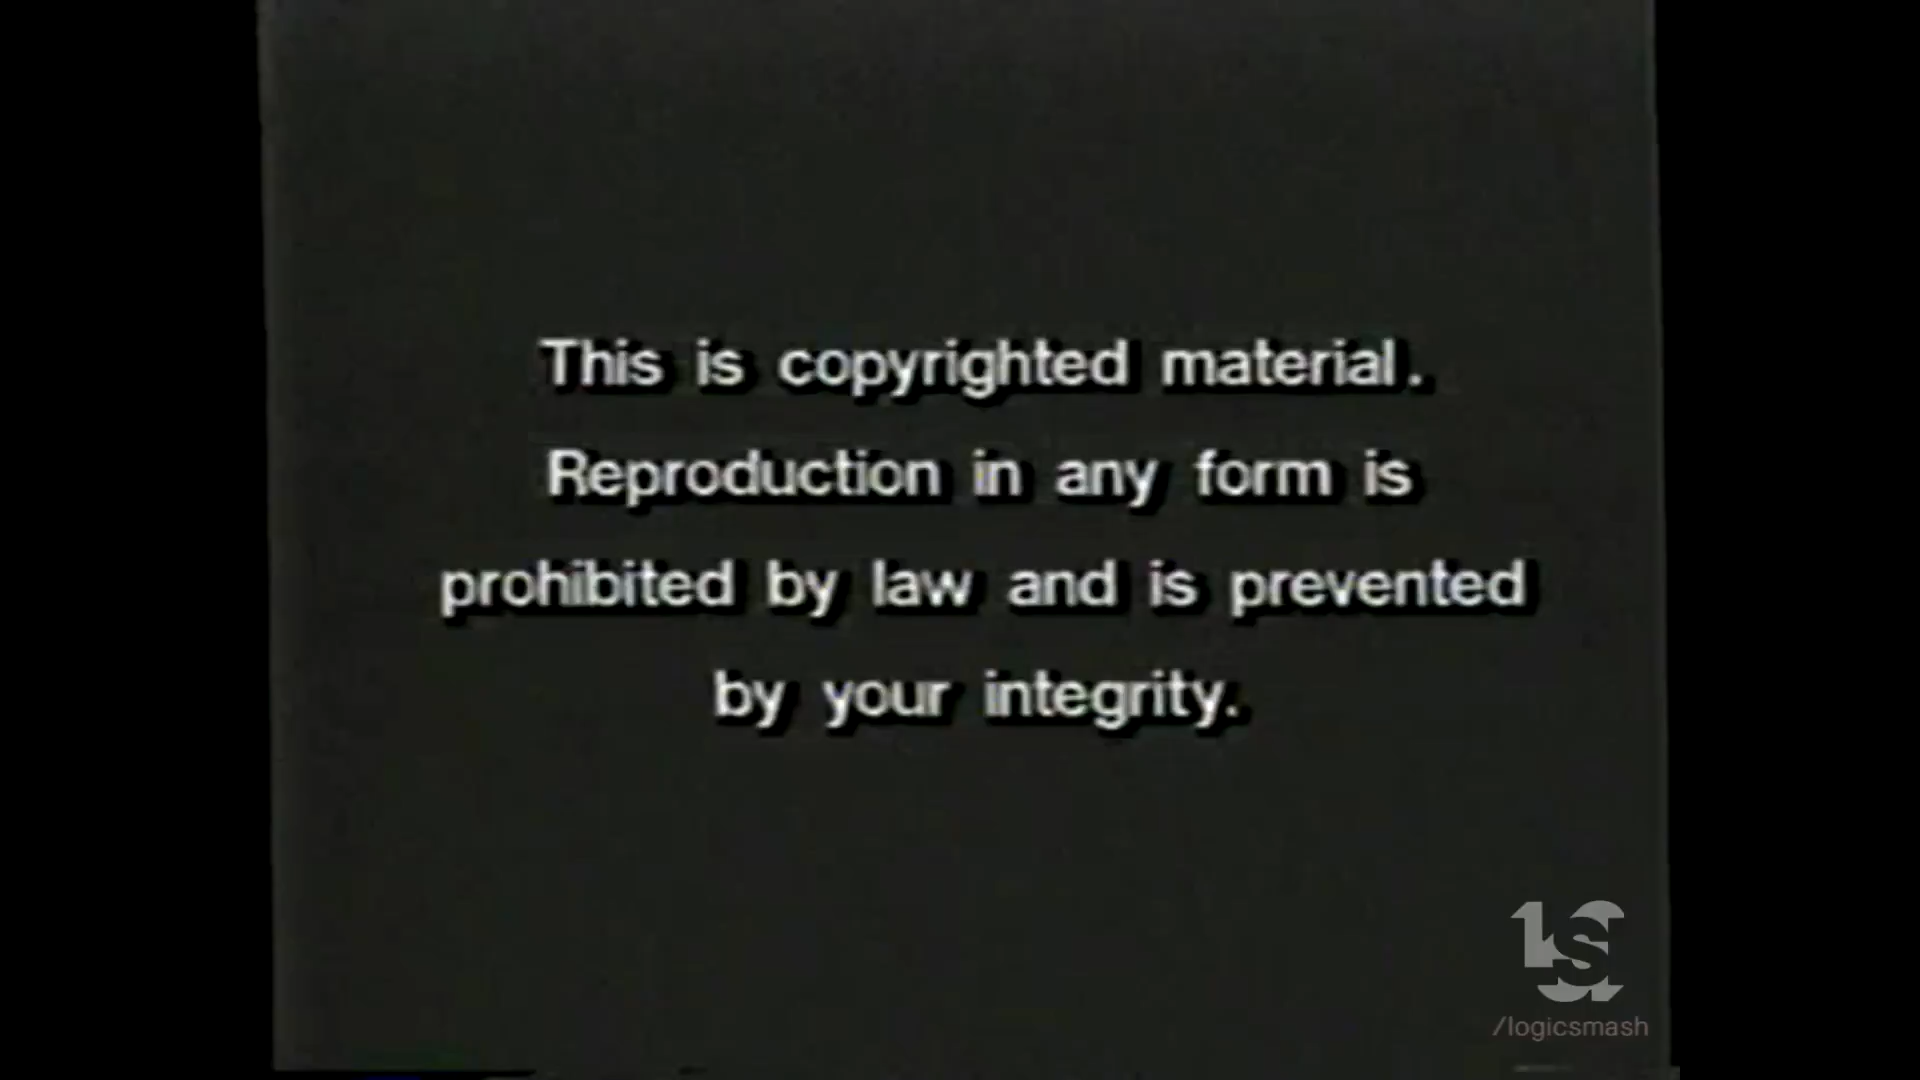 This is copyrighted material.
Reproduction in any form is
prohibited by law and is prevented
by your integrity.
/logicsmash